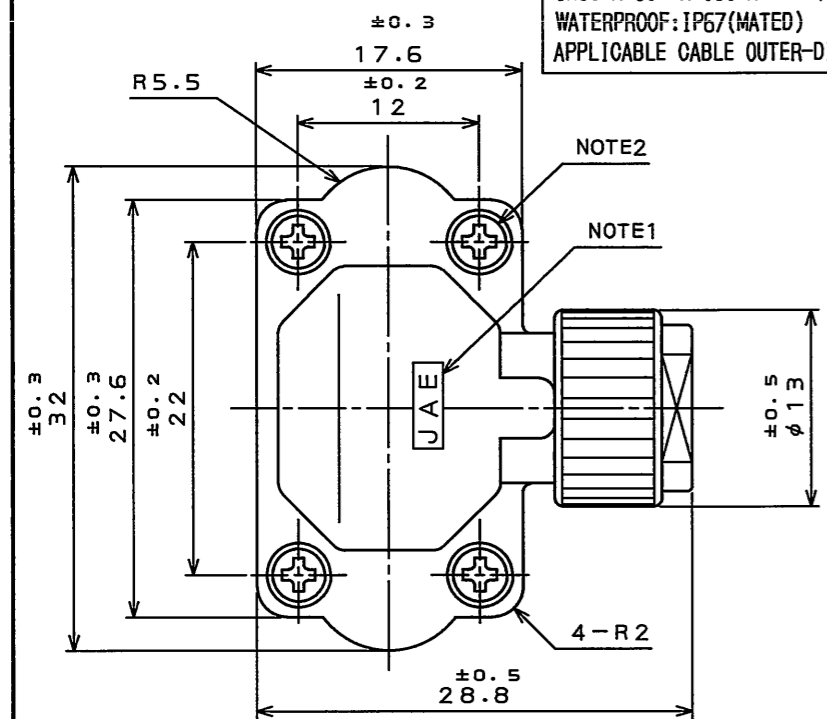 WATERPROOF:IP67(MATED)
APPLICABLE CABLE OUTER-D
±0.3
17.6
±0.2
12
R5.5
NOTE2
NOTE1
±0.3
32
±0.3
27.6
±0.2
22
JAE
±0.5
φ13
4-R2
±0.5
28.8